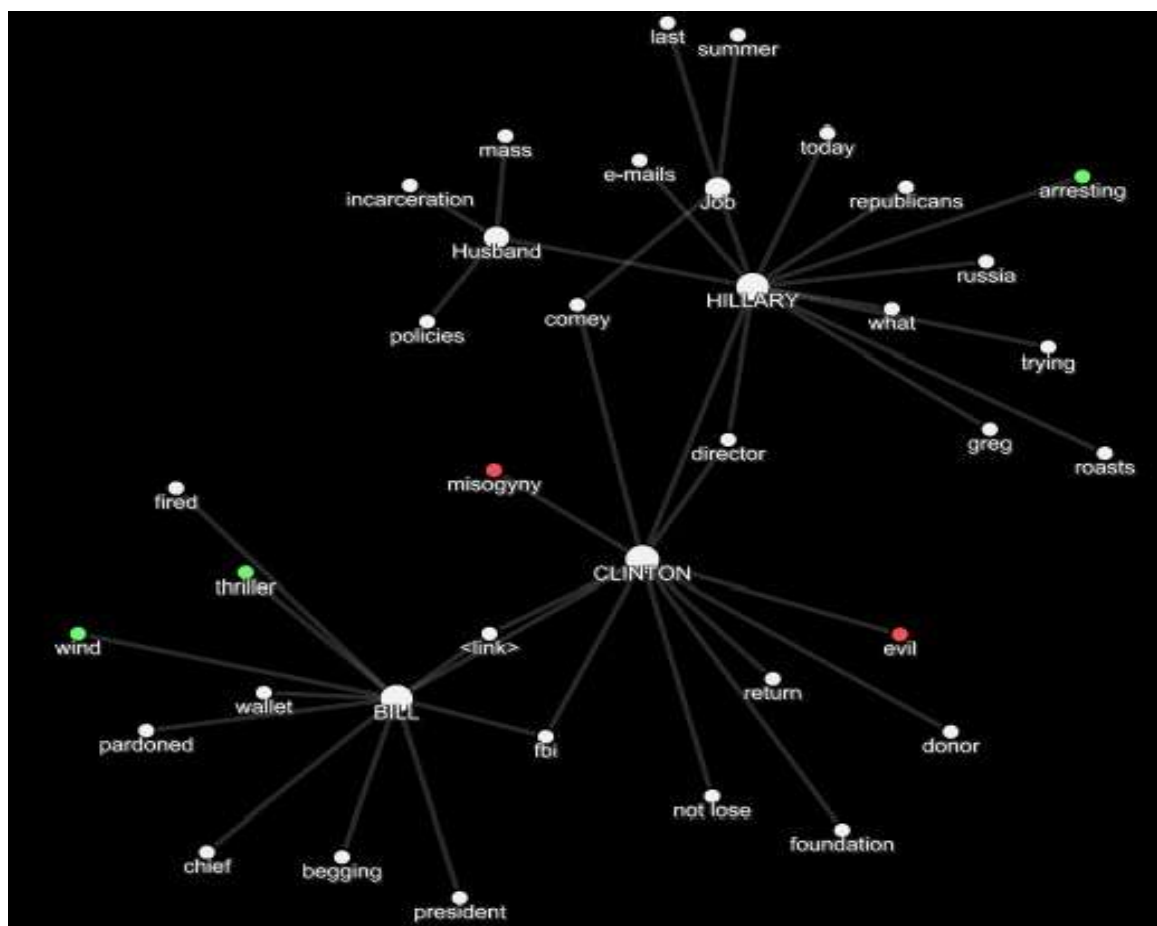 last
summer
mass
today
e-mails
incarceration
Job
republicans
arresting
Husband
russia
HILLARY
comey
what
policies
trying
greg
director
roasts
misogyny
fired
CLINTON
thriller
wind
<link>
evil
return
wallet
BILL
pardoned
fbi
donor
not lose
foundation
chief
begging
president